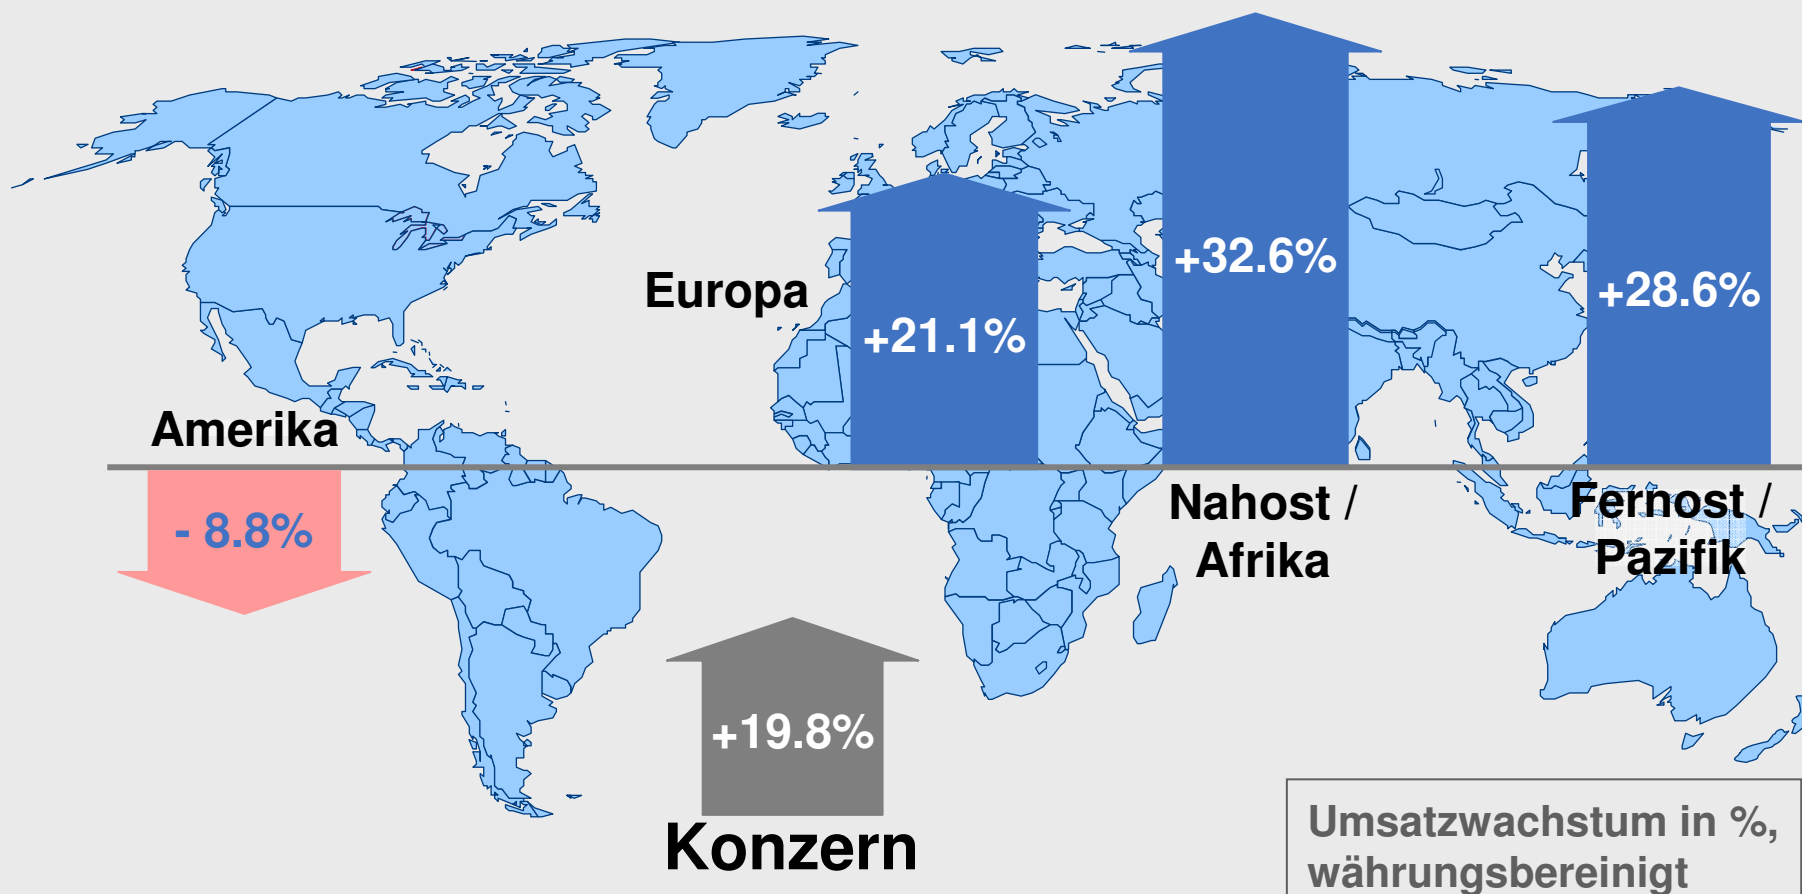 +32.6%
Europa
+28.6%
+21.1%
Amerika
- 8.8%
Nahost /
Afrika
Fernost /
Pazifik
+19.8%
Konzern
Umsatzwachstum in %,
währungsbereinigt